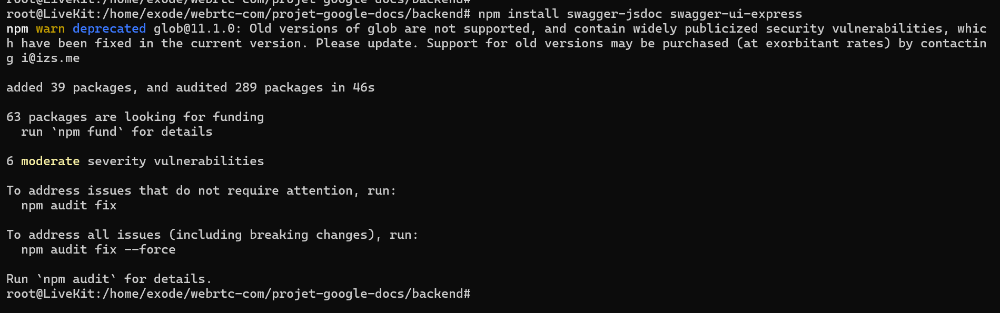 root@LiveKit:/home/exode/webrtc-com/projet-google-docs/backend#
root@LiveKit:/home/exode/webrtc-com/projet-google-docs/backend# npm install swagger-jsdoc swagger-ui-express
npm warn deprecated glob@11.1.0: Old versions of glob are not supported, and contain widely publicized security vulnerabilities, whic
h have been fixed in the current version. Please update. Support for old versions may be purchased (at exorbitant rates) by contactin
g i@izs.me
added 39 packages, and audited 289 packages in 46s
63 packages are looking for funding
  run `npm fund` for details
6 moderate severity vulnerabilities
To address issues that do not require attention, run:
  npm audit fix
To address all issues (including breaking changes), run:
  npm audit fix --force
Run `npm audit` for details.
root@LiveKit:/home/exode/webrtc-com/projet-google-docs/backend#